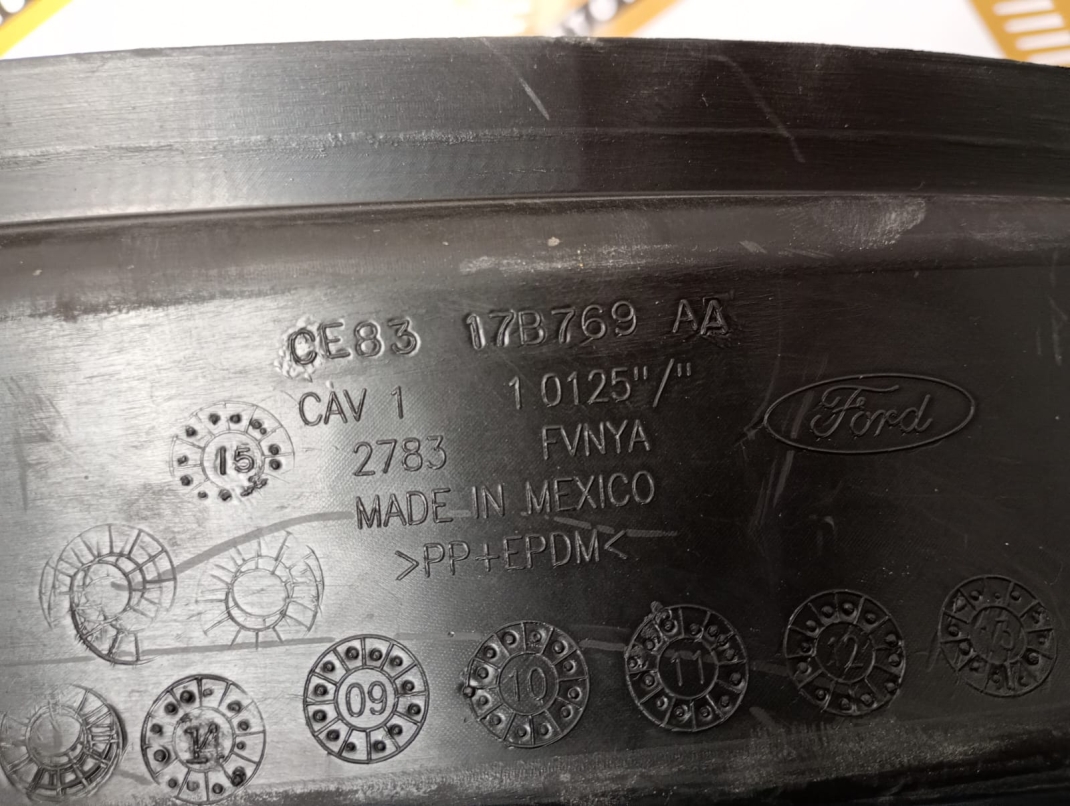 CE83 17B769 AA
CAV 1 1 0125"/"
15
2783 FVNYA
Ford
MADE IN MEXICO
>PP+EPDM<
14
09
10
11
12
13